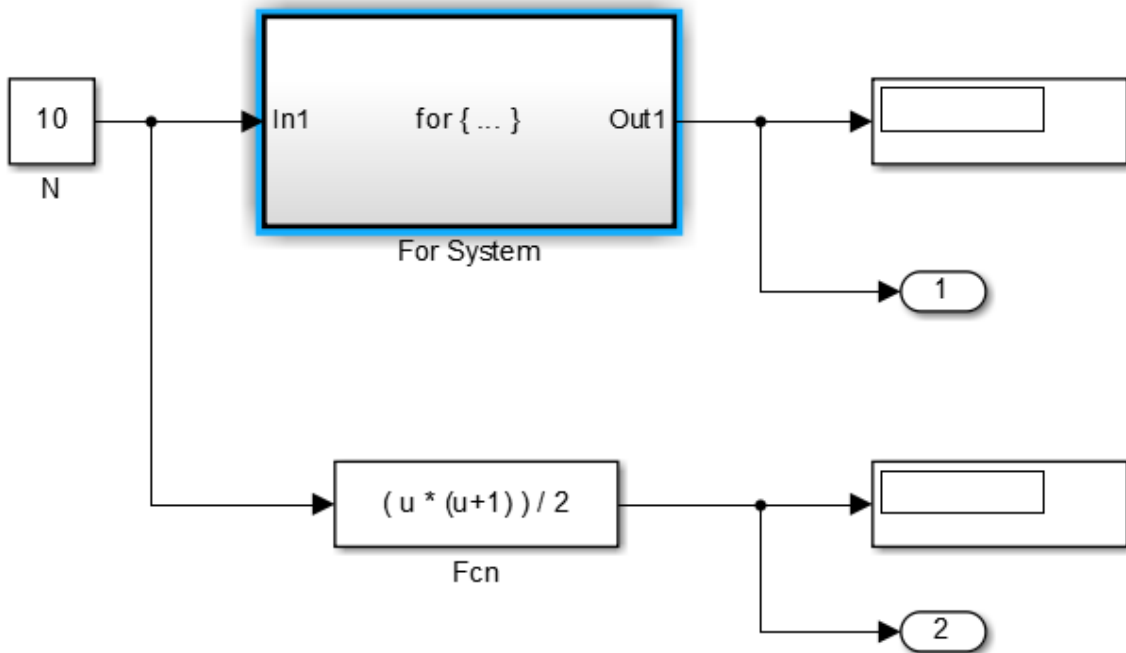 10
N
In1
for { ... }
Out1
For System
1
( u * (u+1) ) / 2
Fcn
2